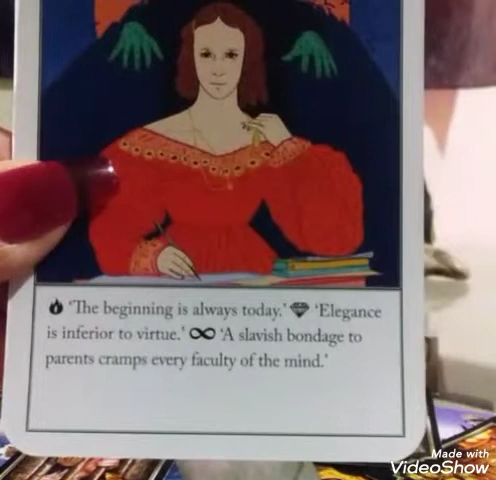 'The beginning is always today.' 'Elegance
is inferior to virtue.' 'A slavish bondage to
parents cramps every faculty of the mind.'
Made with
VideoShow